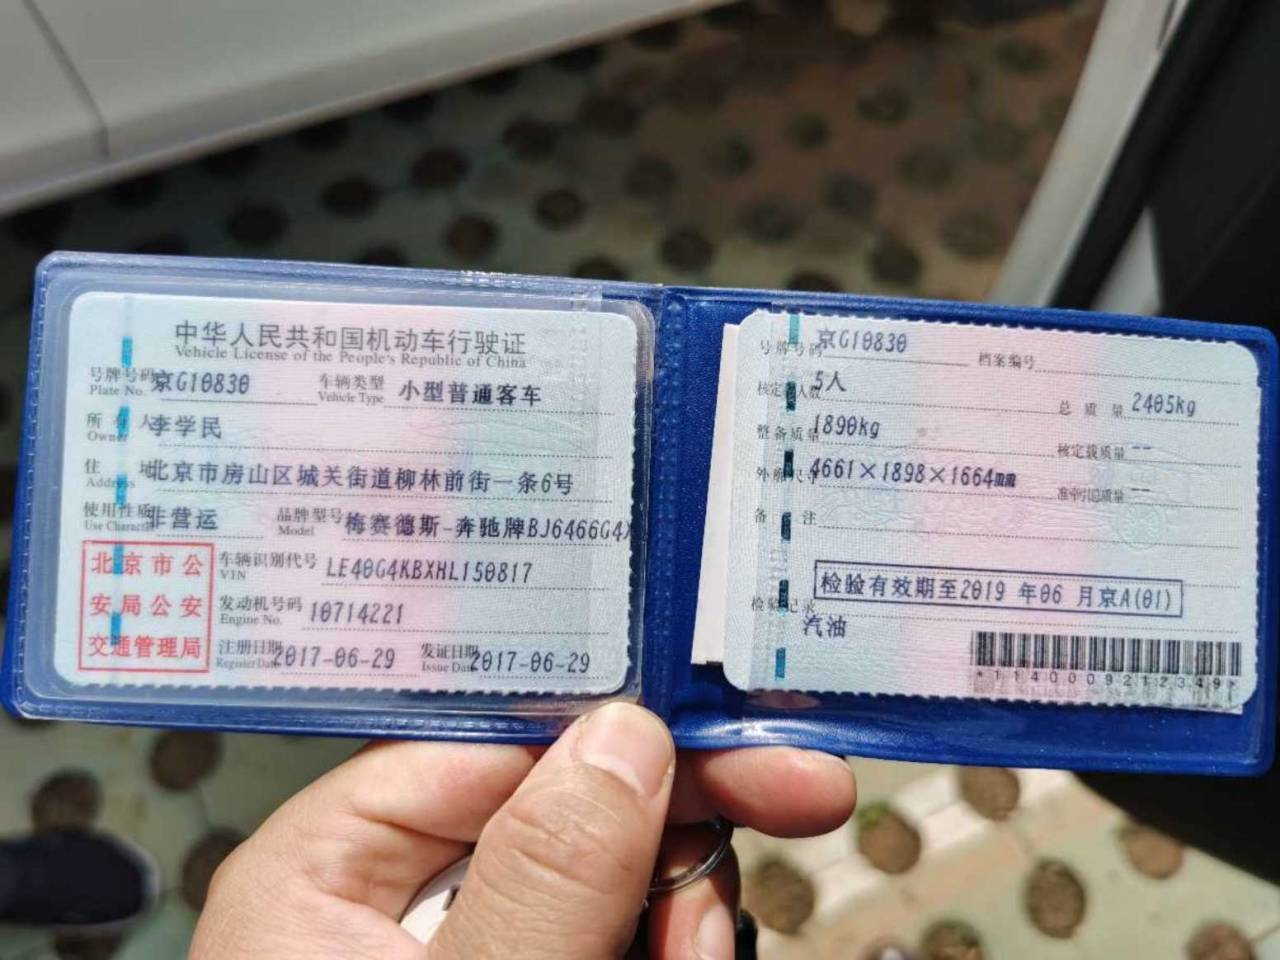 中华人民共和国机动车行驶证
Vehicle License of the People's Republic of China
号牌号码 京G10830 车辆类型 小型普通客车
Plate No. Vehicle Type
所有人 李学民
Owner
住址 北京市房山区城关街道柳林前街一条6号
Address
使用性质 非营运 品牌型号 梅赛德斯-奔驰牌BJ6466G4X
Use Character Model
北京市公
安局公安
交通管理局
车辆识别代号 LE40G4KBXHL150817
VIN
发动机号码 10714221
Engine No.
注册日期 2017-06-29 发证日期 2017-06-29
Register Date Issue Date
号牌号码 京G10830 档案编号
核定载人数 5人 总质量 2405kg
整备质量 1890kg 核定载质量 --
外廓尺寸 4661×1898×1664mm 准牵引总质量 --
备注
检验有效期至2019 年06 月京A(01)
检验记录
汽油
*1140009212349*